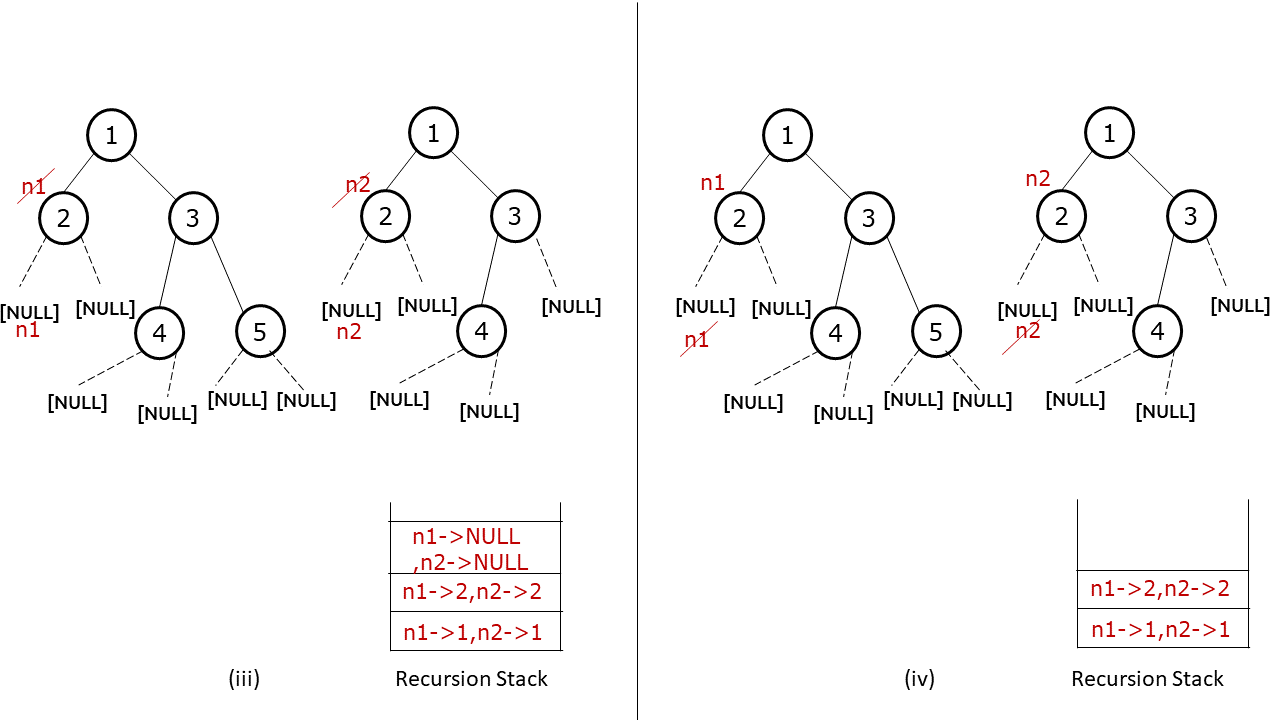 1
1
n1
n2
2
3
2
3
[NULL]
[NULL]
[NULL]
[NULL]
[NULL]
n1
n2
4
5
4
[NULL]
[NULL]
[NULL]
[NULL]
[NULL]
[NULL]
n1->NULL
,n2->NULL
n1->2,n2->2
n1->1,n2->1
(iii)
Recursion Stack
1
1
n1
n2
2
3
2
3
[NULL]
[NULL]
[NULL]
[NULL]
[NULL]
n1
n2
4
5
4
[NULL]
[NULL]
[NULL]
[NULL]
[NULL]
[NULL]
n1->2,n2->2
n1->1,n2->1
(iv)
Recursion Stack